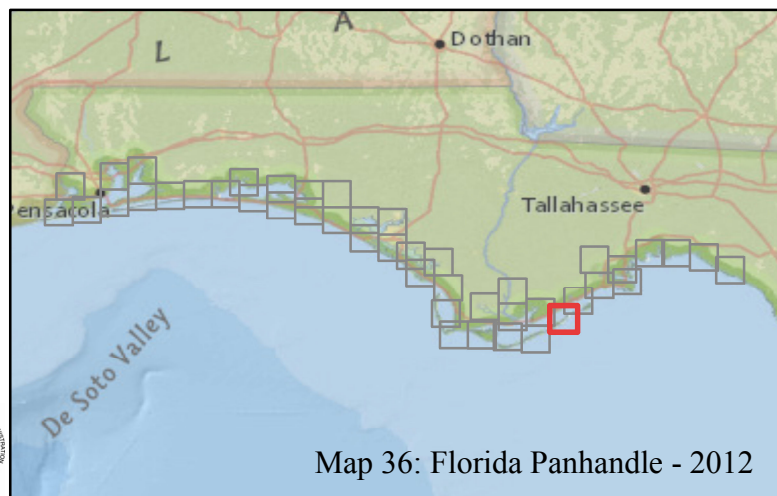 L A
Dothan
Tallahassee
Pensacola
De Soto Valley
Map 36: Florida Panhandle - 2012